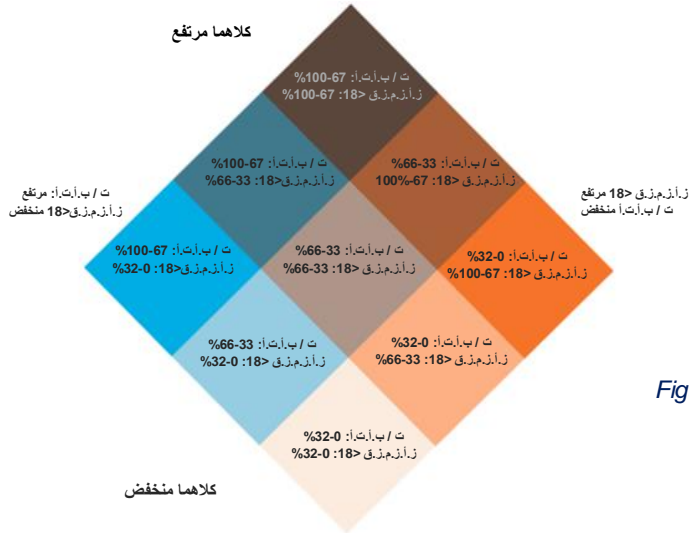 كلاهما مرتفع
ت / ب.أ.ت.أ: 67-100%
ز.أ.ز.م.ز.ق <18: 67-100%
ت / ب.أ.ت.أ: 67-100%
ز.أ.ز.م.ز.ق<18: 33-66%
ت / ب.أ.ت.أ: 33-66%
ز.أ.ز.م.ز.ق <18: 67-100%
ت / ب.أ.ت.أ: مرتفع
ز.أ.ز.م.ز.ق<18 منخفض
ز.أ.ز.م.ز.ق <18 مرتفع
ت / ب.أ.ت.أ منخفض
ت / ب.أ.ت.أ: 67-100%
ز.أ.ز.م.ز.ق<18: 0-32%
ت / ب.أ.ت.أ: 33-66%
ز.أ.ز.م.ز.ق <18: 33-66%
ت / ب.أ.ت.أ: 0-32%
ز.أ.ز.م.ز.ق <18: 67-100%
ت / ب.أ.ت.أ: 33-66%
ز.أ.ز.م.ز.ق <18: 0-32%
ت / ب.أ.ت.أ: 0-32%
ز.أ.ز.م.ز.ق <18: 33-66%
Fig
ت / ب.أ.ت.أ: 0-32%
ز.أ.ز.م.ز.ق <18: 0-32%
كلاهما منخفض